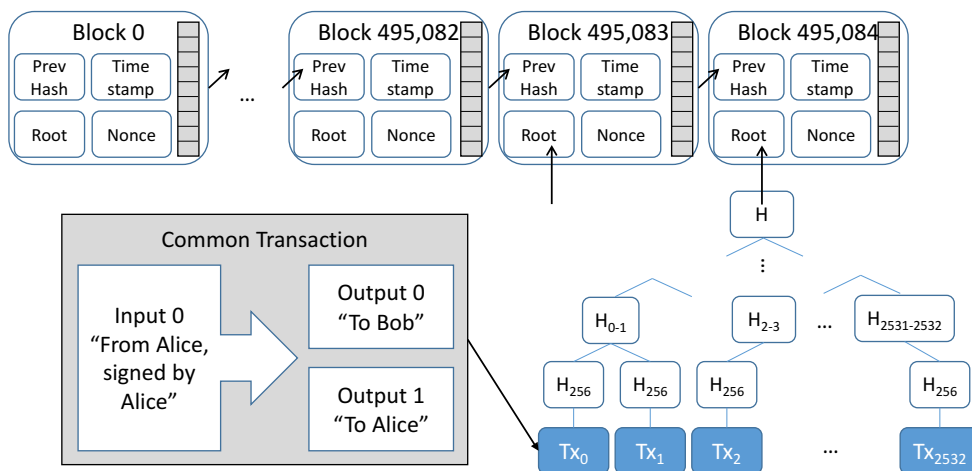 Block 0
Prev Hash
Time stamp
Root
Nonce
...
Block 495,082
Prev Hash
Time stamp
Root
Nonce
Block 495,083
Prev Hash
Time stamp
Root
Nonce
Block 495,084
Prev Hash
Time stamp
Root
Nonce
Common Transaction
Input 0
“From Alice,
signed by
Alice”
Output 0
“To Bob”
Output 1
“To Alice”
H
...
H0-1
H2-3
...
H2531-2532
H256
H256
H256
H256
Tx0
Tx1
Tx2
...
Tx2532